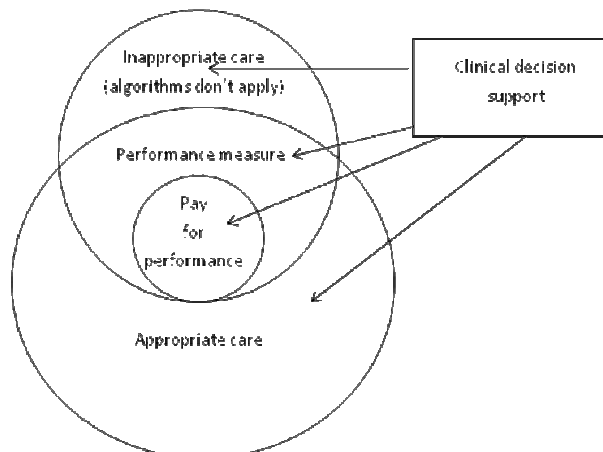 Inappropriate care
(algorithms don't apply)
Clinical decision
support
Performance measure
Pay
for
performance
Appropriate care